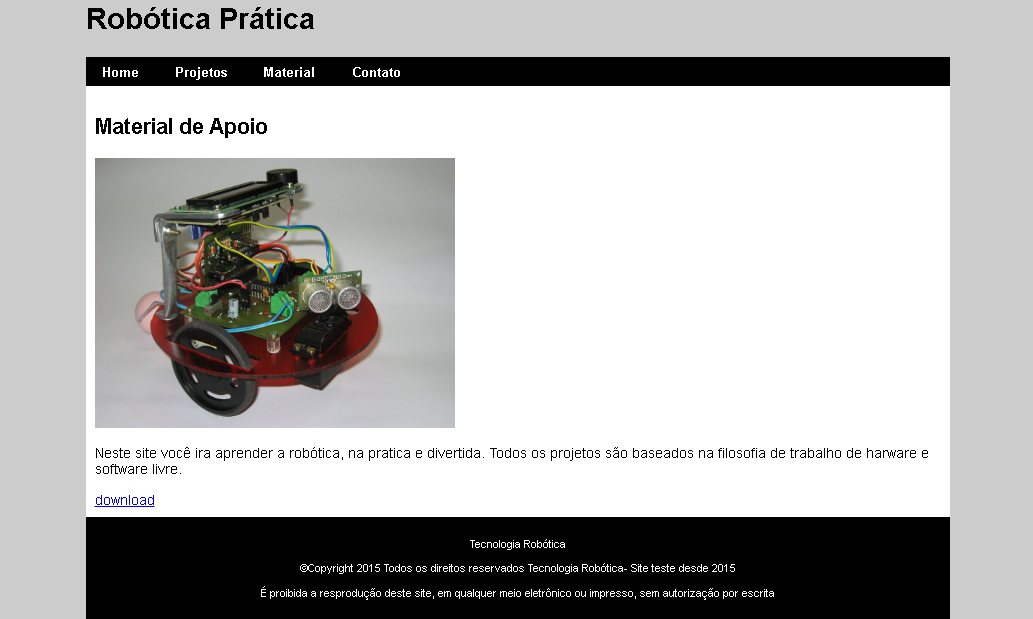 Robótica Prática
Home Projetos Material Contato
Material de Apoio
Neste site você ira aprender a robótica, na pratica e divertida. Todos os projetos são baseados na filosofia de trabalho de harware e
software livre.
download
Tecnologia Robótica
©Copyright 2015 Todos os direitos reservados Tecnologia Robótica- Site teste desde 2015
É proibida a resprodução deste site, em qualquer meio eletrônico ou impresso, sem autorização por escrita